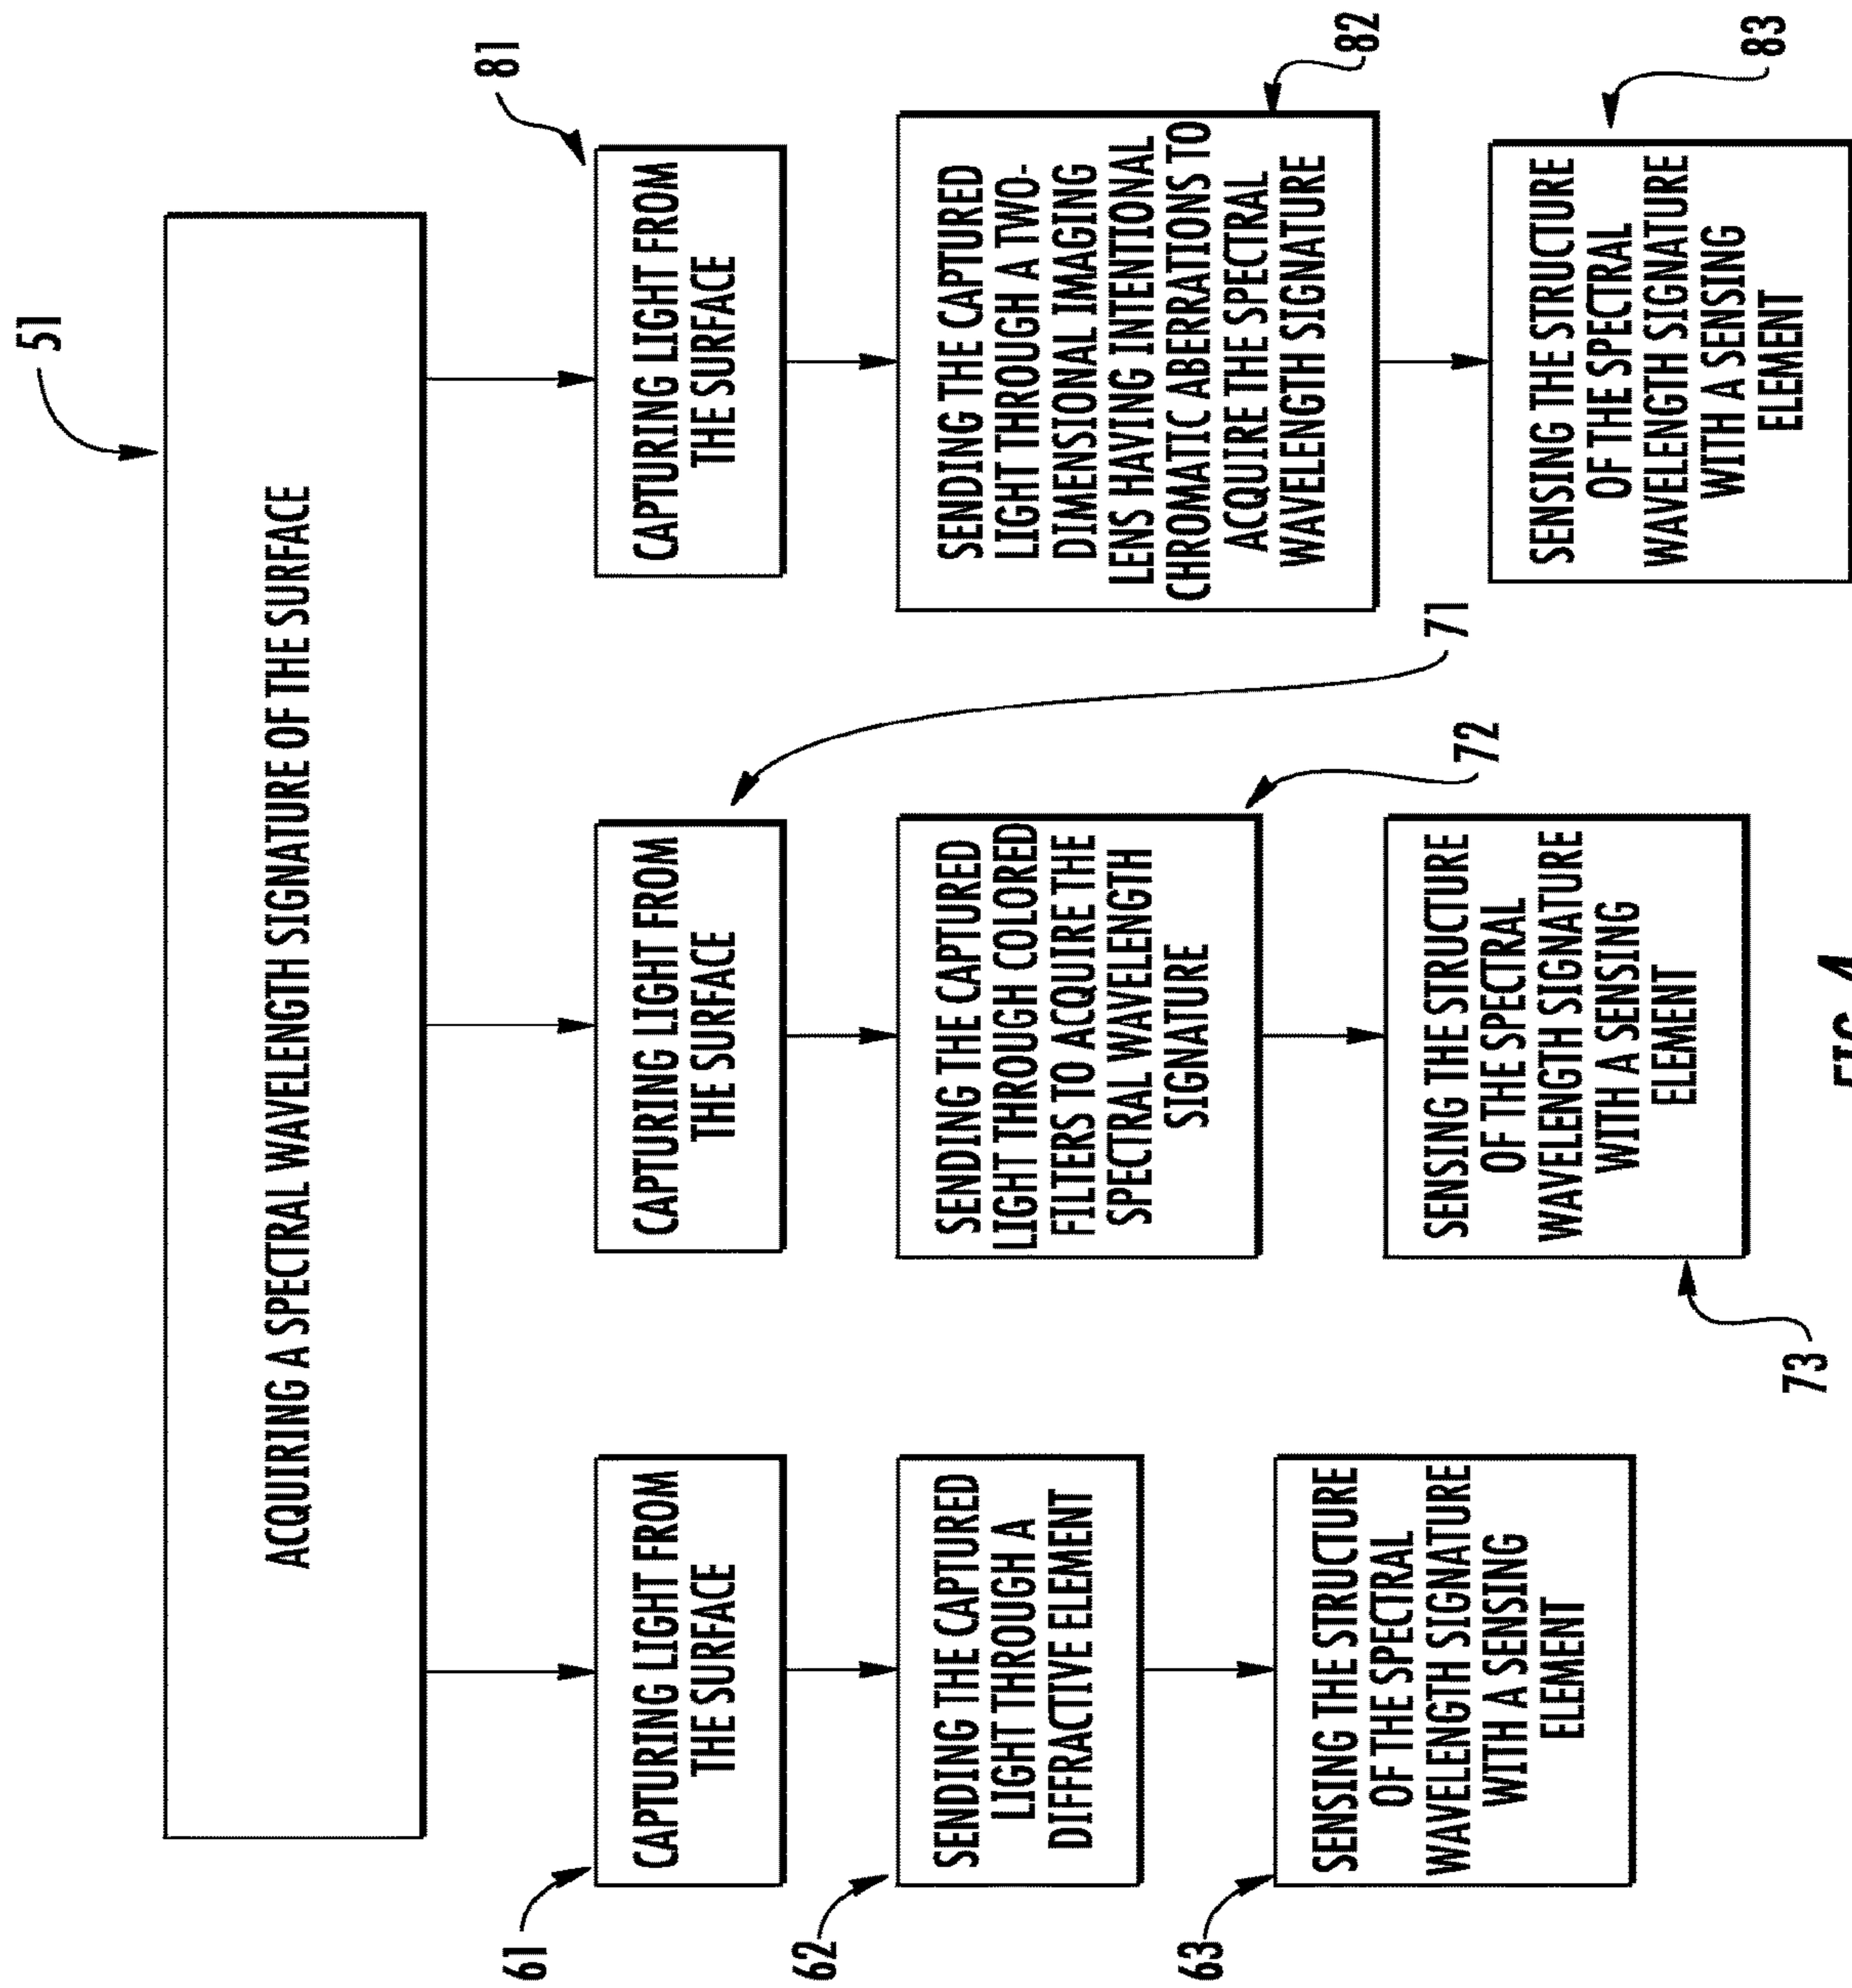 51
ACQUIRING A SPECTRAL WAVELENGTH SIGNATURE OF THE SURFACE
61
CAPTURING LIGHT FROM
THE SURFACE
62
SENDING THE CAPTURED
LIGHT THROUGH A
DIFFRACTIVE ELEMENT
63
SENSING THE STRUCTURE
OF THE SPECTRAL
WAVELENGTH SIGNATURE
WITH A SENSING
ELEMENT
71
CAPTURING LIGHT FROM
THE SURFACE
72
SENDING THE CAPTURED
LIGHT THROUGH COLORED
FILTERS TO ACQUIRE THE
SPECTRAL WAVELENGTH
SIGNATURE
73
SENSING THE STRUCTURE
OF THE SPECTRAL
WAVELENGTH SIGNATURE
WITH A SENSING
ELEMENT
81
CAPTURING LIGHT FROM
THE SURFACE
82
SENDING THE CAPTURED
LIGHT THROUGH A TWO-
DIMENSIONAL IMAGING
LENS HAVING INTENTIONAL
CHROMATIC ABERRATIONS TO
ACQUIRE THE SPECTRAL
WAVELENGTH SIGNATURE
83
SENSING THE STRUCTURE
OF THE SPECTRAL
WAVELENGTH SIGNATURE
WITH A SENSING
ELEMENT
FIG. 4